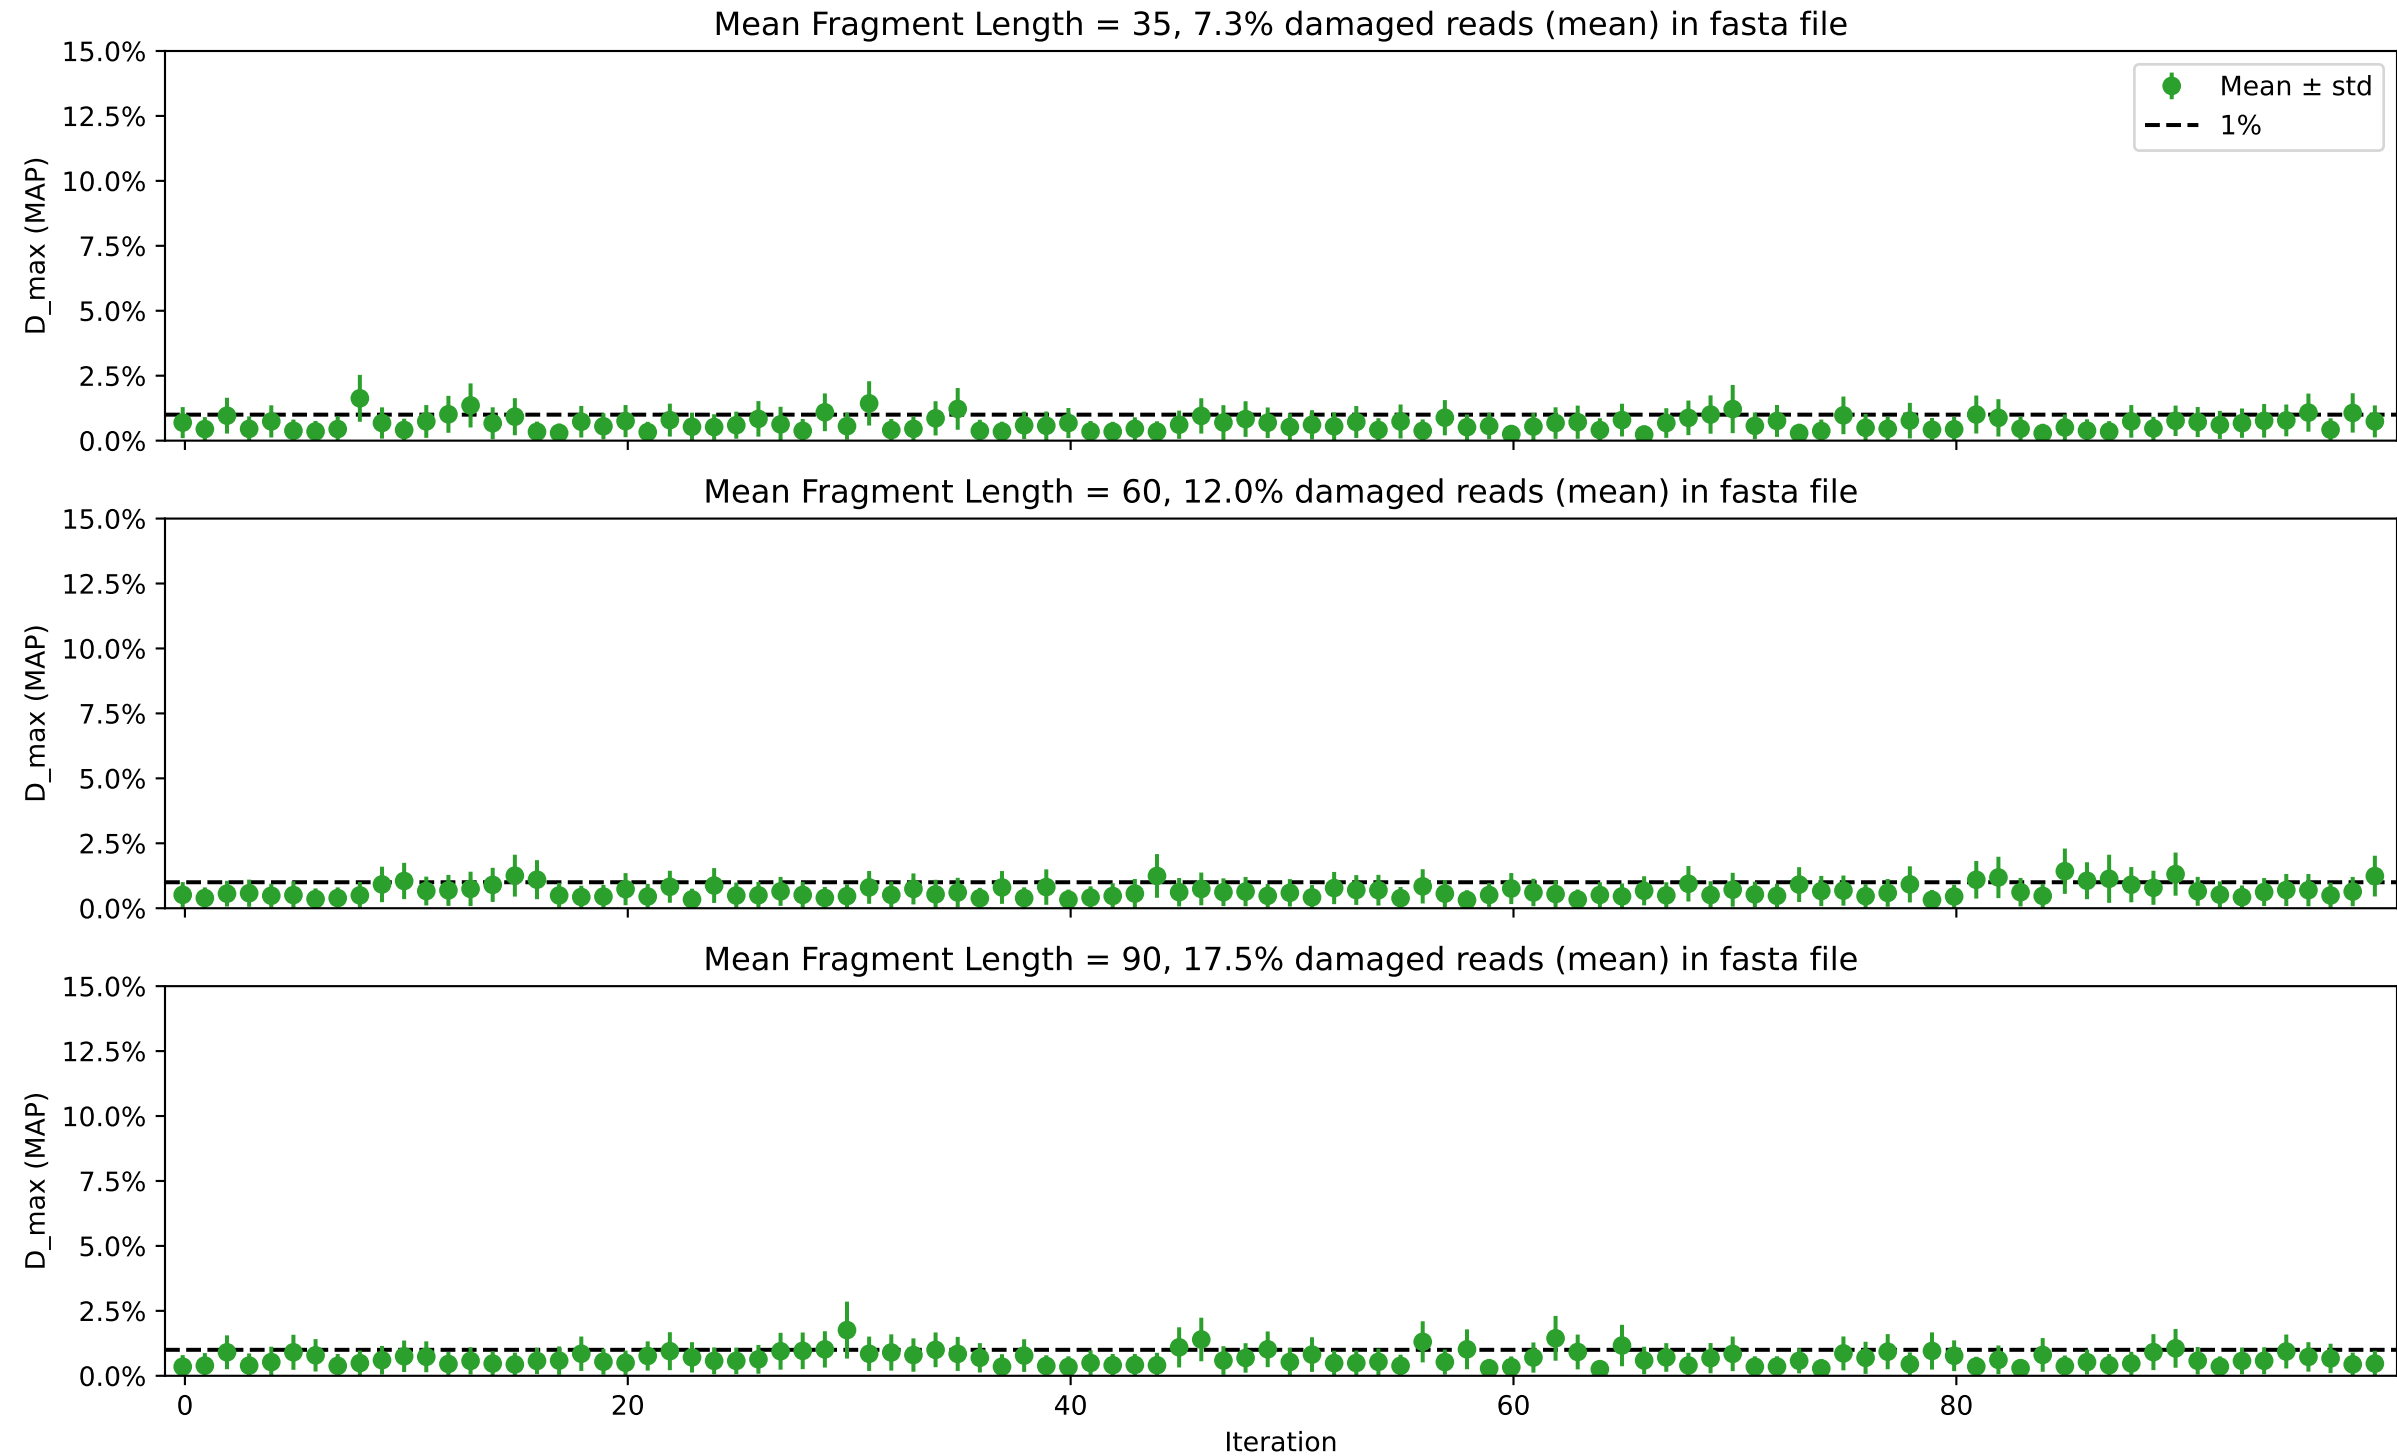 Mean Fragment Length = 35, 7.3% damaged reads (mean) in fasta file
15.0%
12.5%
10.0%
7.5%
5.0%
2.5%
0.0%
D_max (MAP)
Mean ± std
1%
Mean Fragment Length = 60, 12.0% damaged reads (mean) in fasta file
15.0%
12.5%
10.0%
7.5%
5.0%
2.5%
0.0%
D_max (MAP)
Mean Fragment Length = 90, 17.5% damaged reads (mean) in fasta file
15.0%
12.5%
10.0%
7.5%
5.0%
2.5%
0.0%
D_max (MAP)
0 20 40 60 80
Iteration